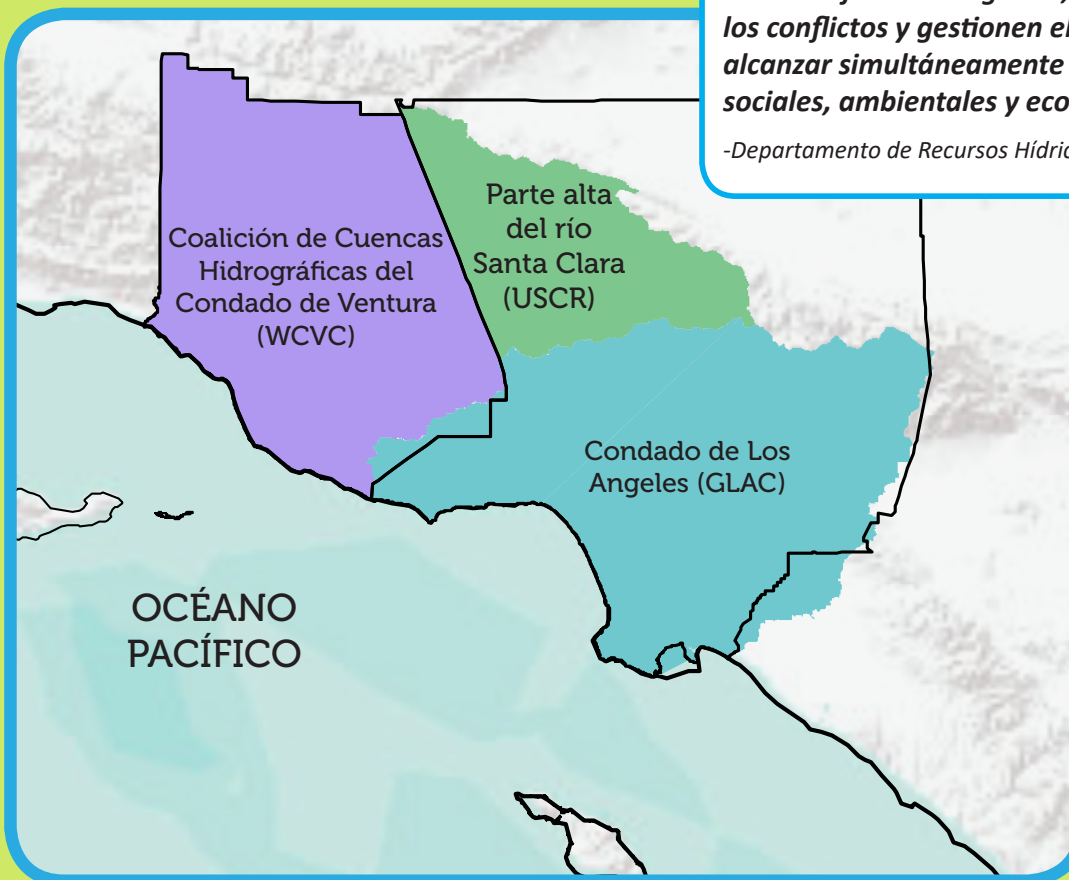 los conflictos y gestionen el
alcanzar simultáneamente
sociales, ambientales y eco
-Departamento de Recursos Hídric
Parte alta
del río
Santa Clara
(USCR)
Coalición de Cuencas
Hidrográficas del
Condado de Ventura
(WCVC)
Condado de Los
Angeles (GLAC)
OCÉANO
PACÍFICO